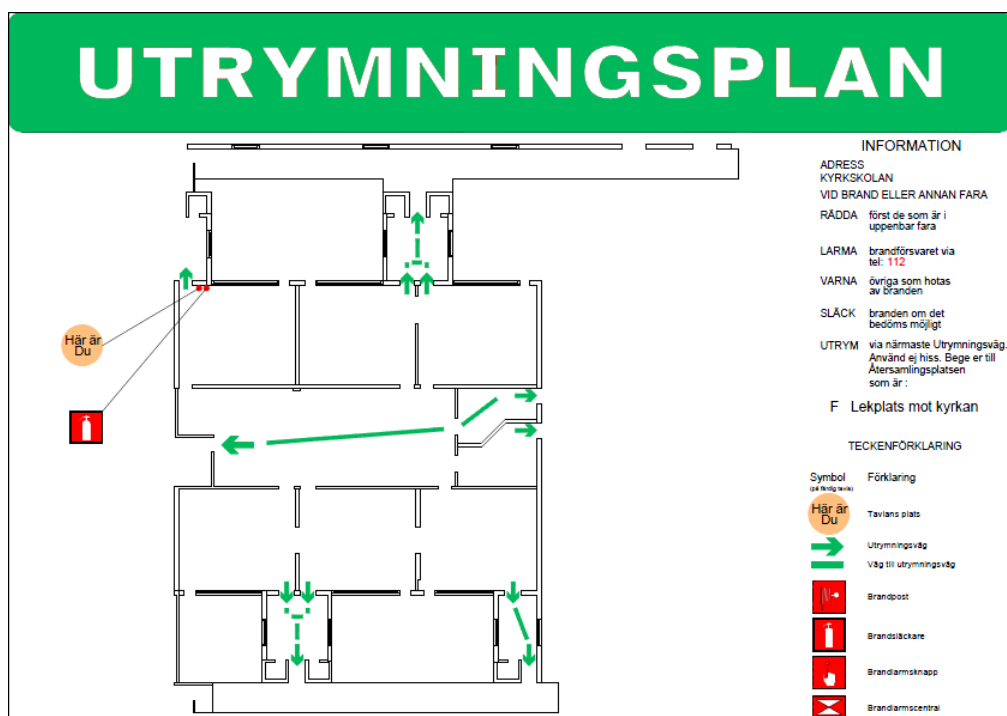 UTRYMNINGSPLAN
INFORMATION
ADRESS
KYRKSKOLAN
VID BRAND ELLER ANNAN FARA
RÄDDA först de som är i
uppenbar fara
LARMA brandförsvaret via
tel: 112
VARNA övriga som hotas
av branden
SLÄCK branden om det
bedöms möjligt
UTRYM via närmaste Utrymningsväg.
Använd ej hiss. Bege er till
Återsamlingsplatsen
som är :
F Lekplats mot kyrkan
Här är
Du
TECKENFÖRKLARING
Symbol Förklaring
(på färdig tavla)
Här är
Du
Tavlans plats
Utrymningsväg
Väg till utrymningsväg
Brandpost
Brandsläckare
Brandlarmsknapp
Brandlarmscentral